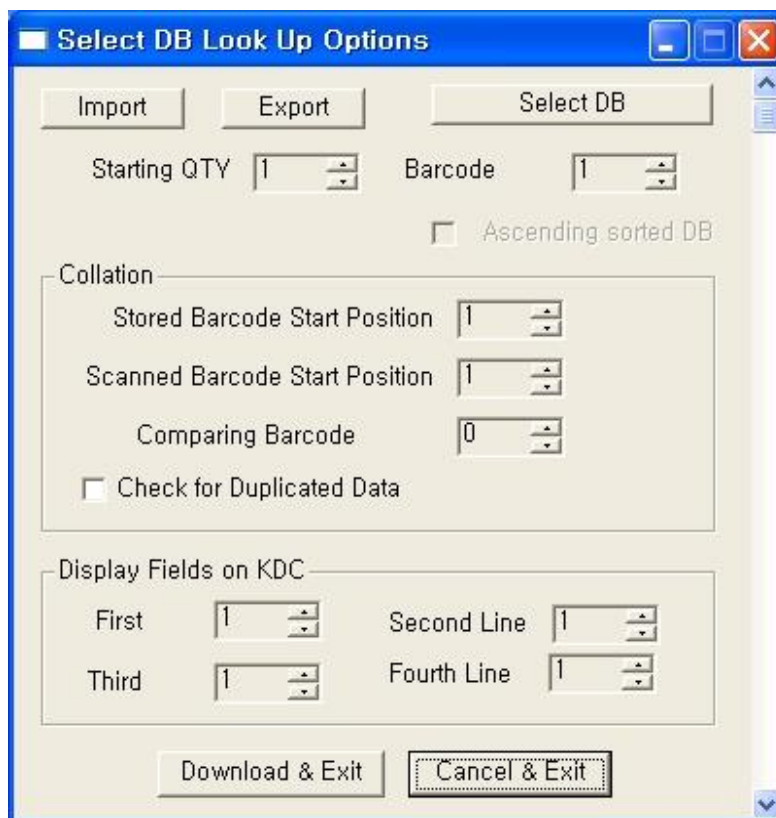 Select DB Look Up Options
Import Export Select DB
Starting QTY 1 Barcode 1
Ascending sorted DB
Collation
Stored Barcode Start Position 1
Scanned Barcode Start Position 1
Comparing Barcode 0
Check for Duplicated Data
Display Fields on KDC
First 1 Second Line 1
Third 1 Fourth Line 1
Download & Exit Cancel & Exit